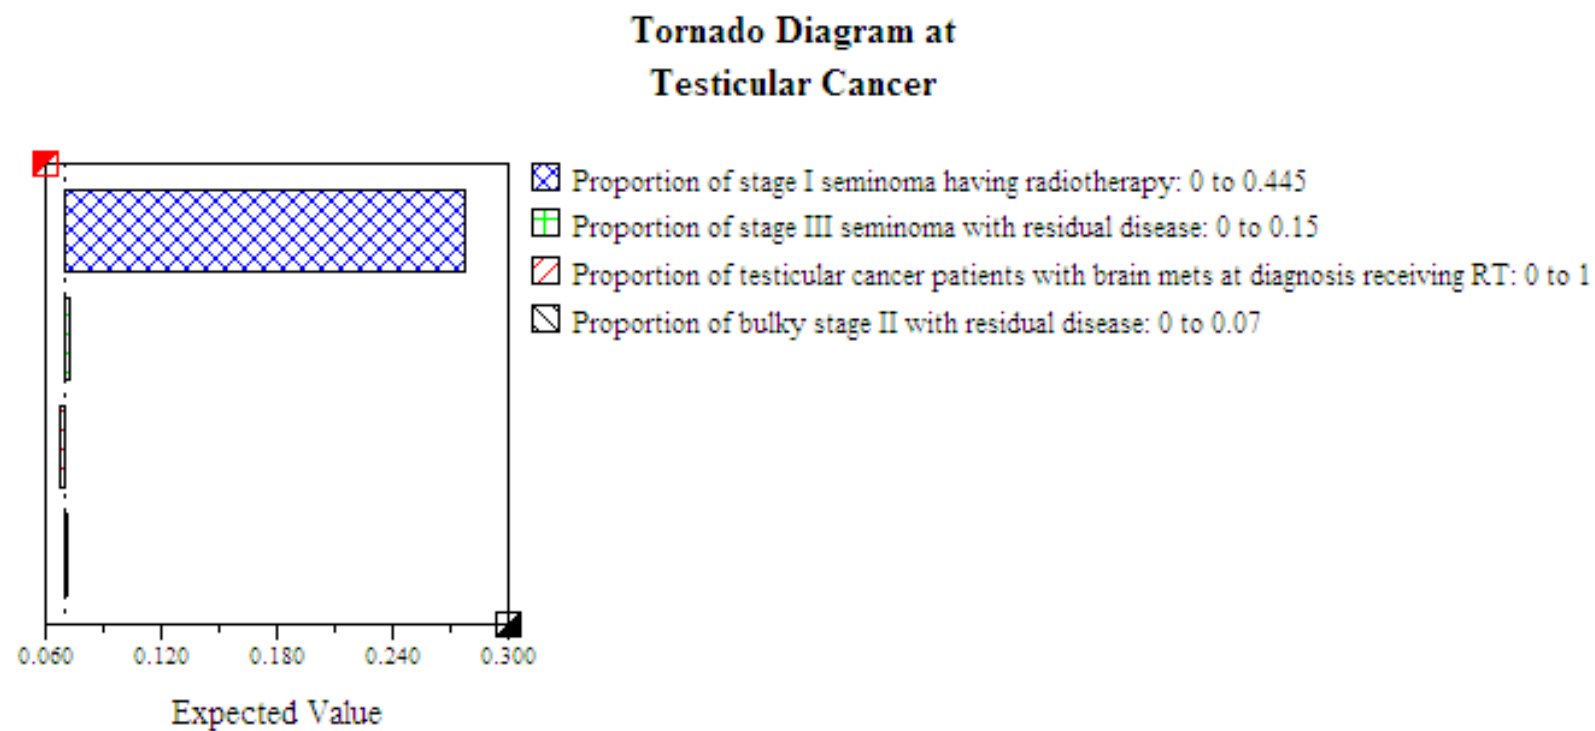 Tornado Diagram at
Testicular Cancer
Proportion of stage I seminoma having radiotherapy: 0 to 0.445
Proportion of stage III seminoma with residual disease: 0 to 0.15
Proportion of testicular cancer patients with brain mets at diagnosis receiving RT: 0 to 1
Proportion of bulky stage II with residual disease: 0 to 0.07
0.060 0.120 0.180 0.240 0.300
Expected Value